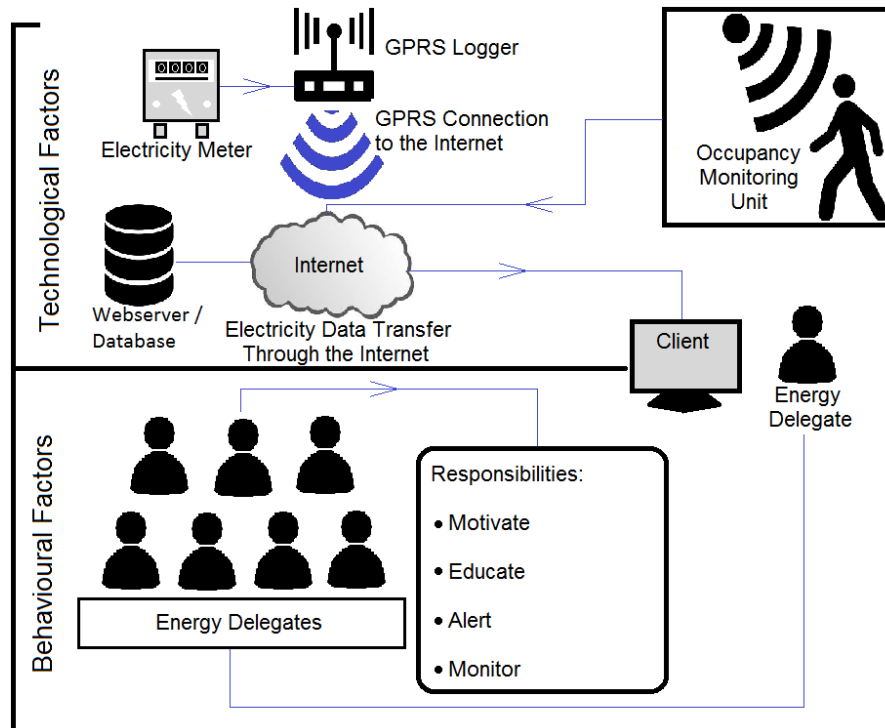 Technological Factors
0000
GPRS Logger
Electricity Meter
GPRS Connection
to the Internet
Occupancy
Monitoring
Unit
Internet
Webserver /
Database
Electricity Data Transfer
Through the Internet
Client
Energy
Delegate
Behavioural Factors
Responsibilities:
• Motivate
• Educate
• Alert
• Monitor
Energy Delegates